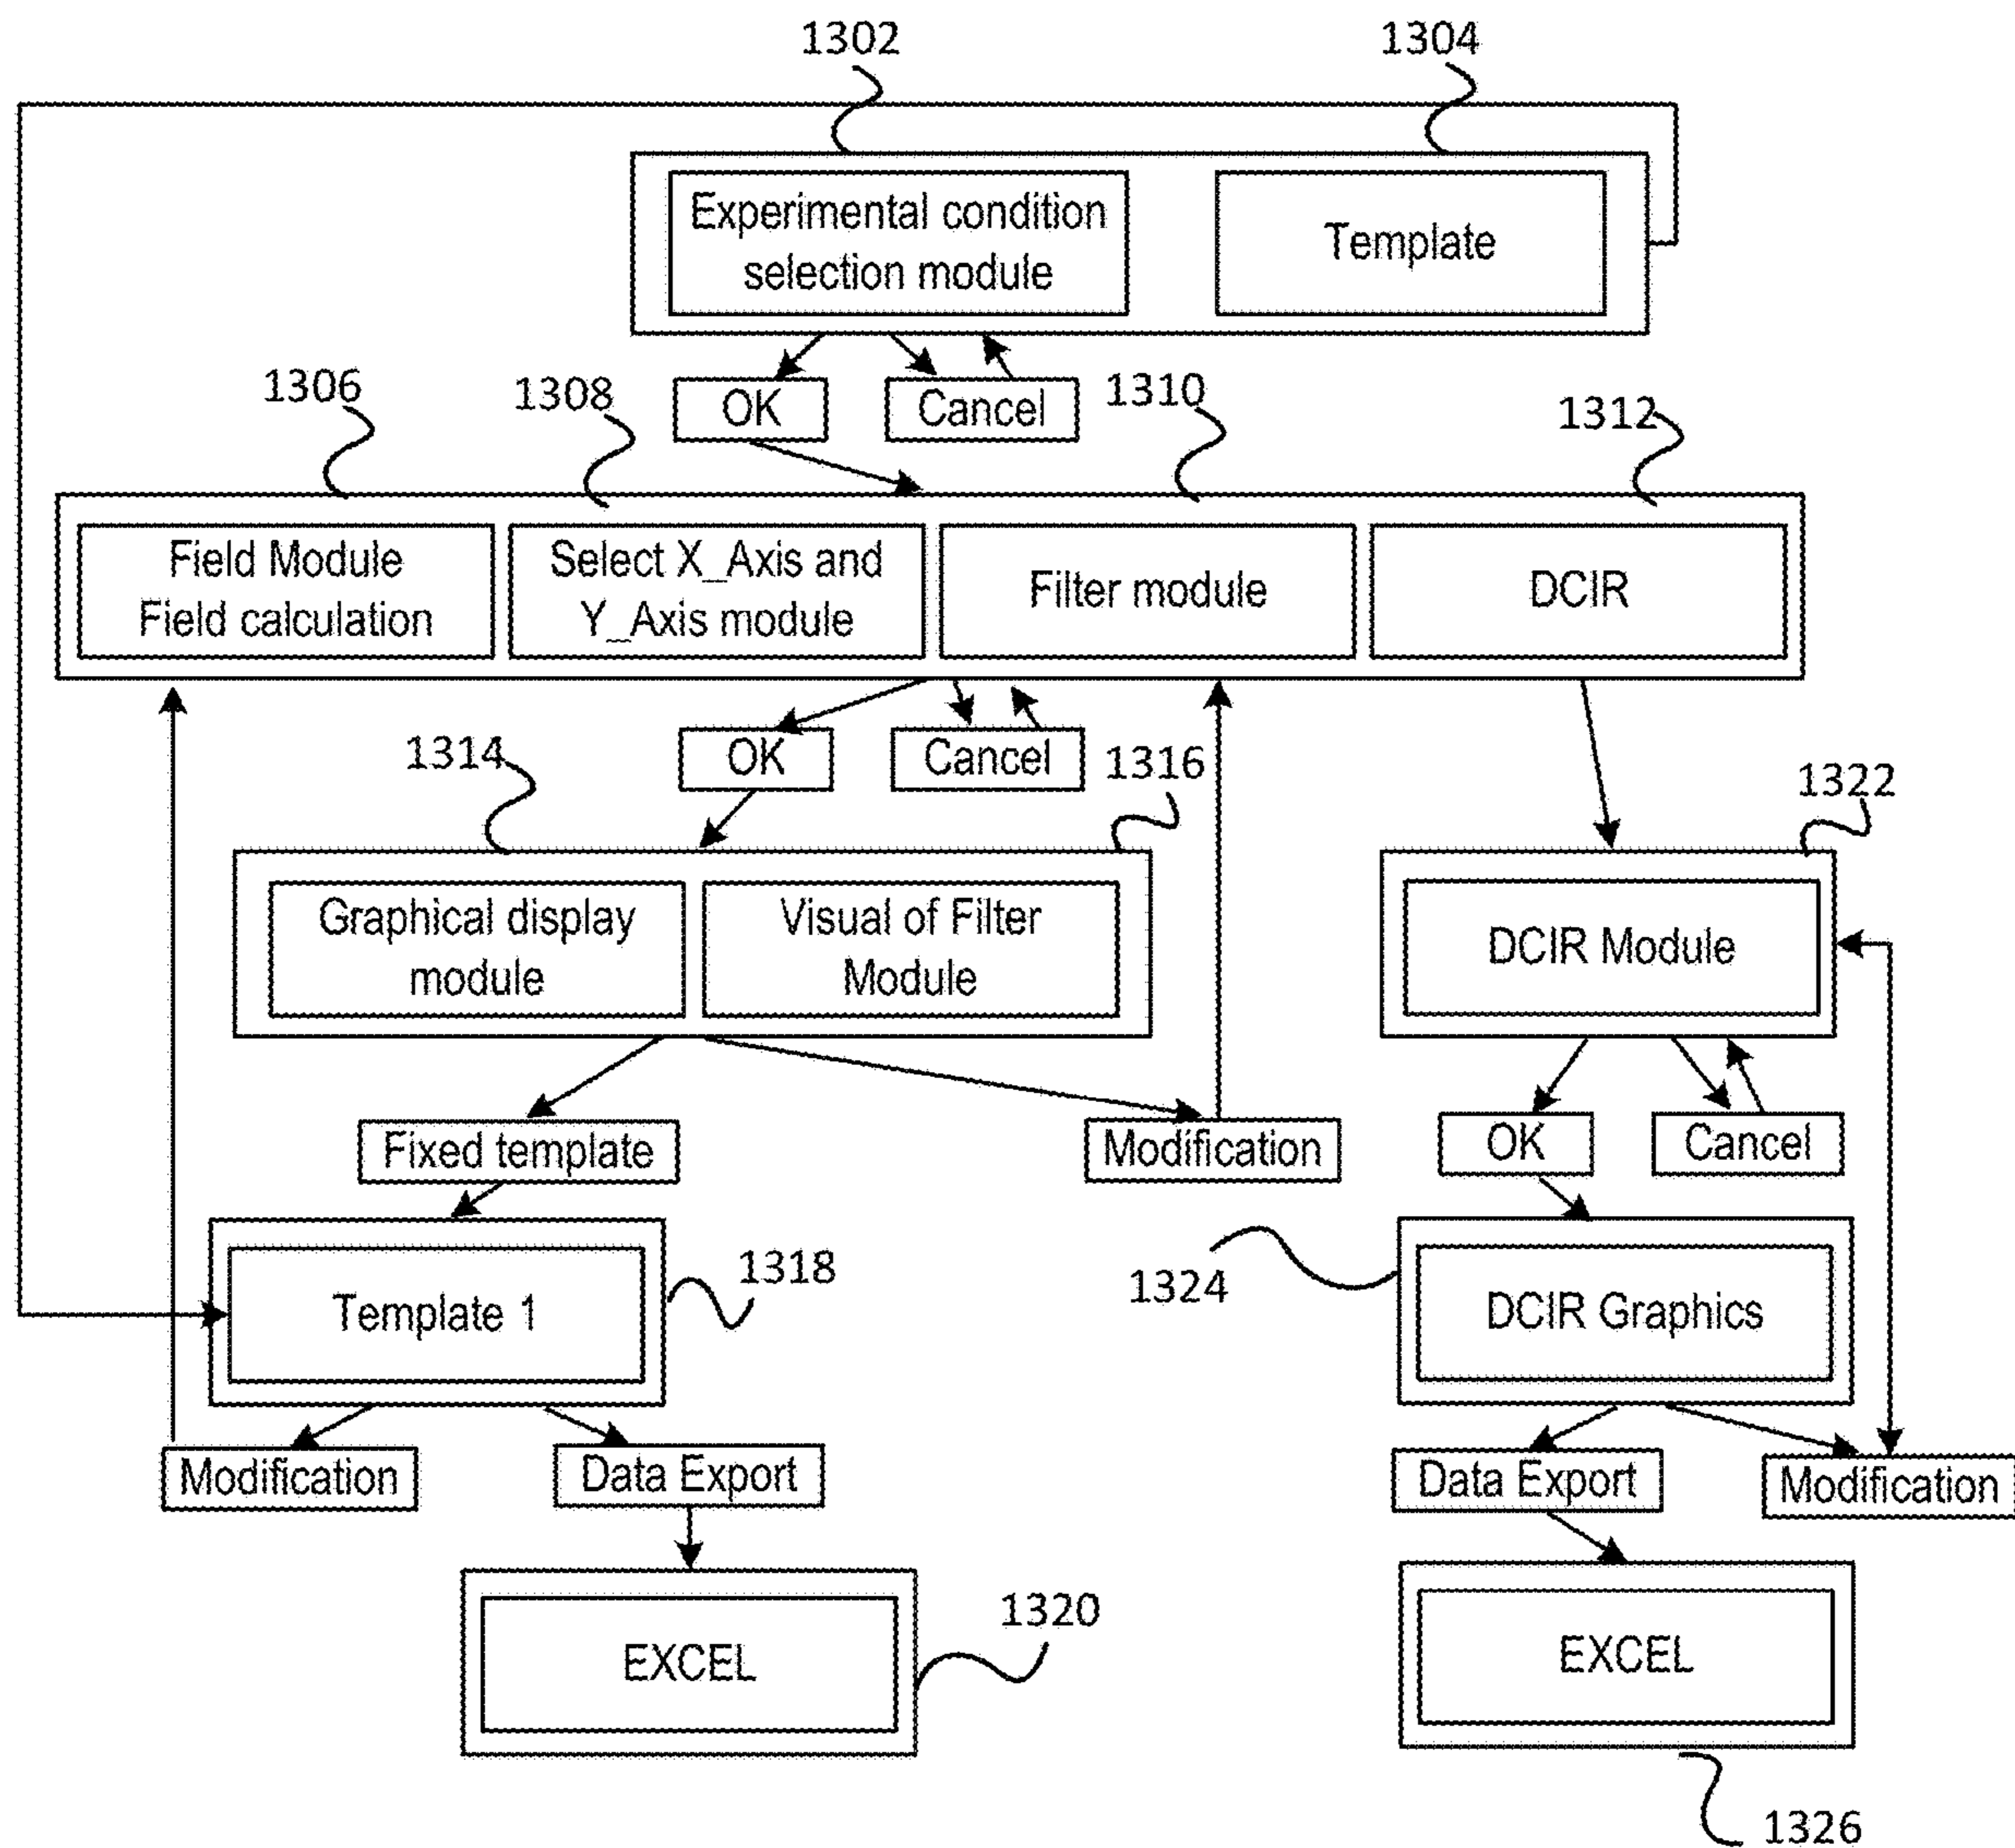 1302
1304
Experimental condition
selection module
Template
OK
Cancel
1306
1308
1310
1312
Field Module
Field calculation
Select X_Axis and
Y_Axis module
Filter module
DCIR
OK
Cancel
1314
1316
1322
Graphical display
module
Visual of Filter
Module
DCIR Module
Fixed template
Modification
OK
Cancel
Template 1
1318
1324
DCIR Graphics
Modification
Data Export
Data Export
Modification
EXCEL
1320
EXCEL
1326